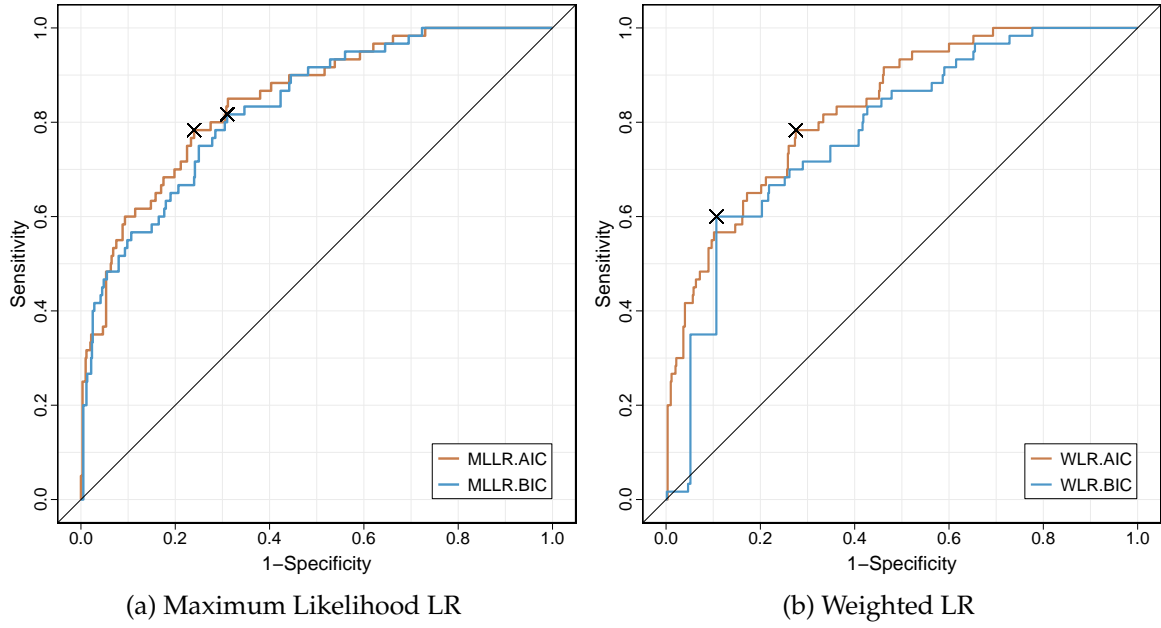 1.0
0.8
0.6
0.4
0.2
0.0
Sensitivity
MLLR.AIC
MLLR.BIC
0.0 0.2 0.4 0.6 0.8 1.0
1−Specificity
(a) Maximum Likelihood LR
1.0
0.8
0.6
0.4
0.2
0.0
Sensitivity
WLR.AIC
WLR.BIC
0.0 0.2 0.4 0.6 0.8 1.0
1−Specificity
(b) Weighted LR